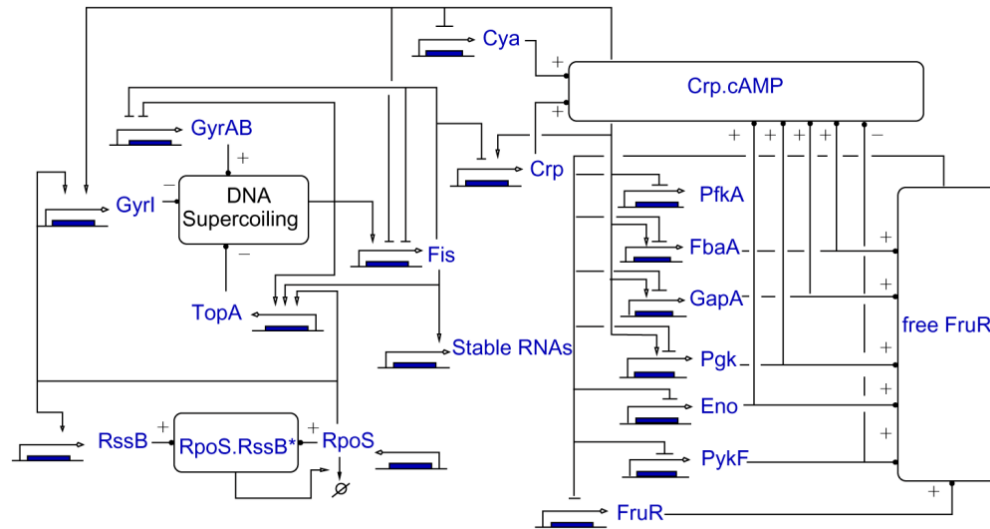 Cya
+
Crp.cAMP
+
+ + + + −
GyrAB
+
Crp
−
DNA
Supercoiling
PfkA
GyrI
+
Fis
FbaA
−
+
GapA
TopA
free FruR
Stable RNAs
+
Pgk
+
Eno
RssB
+
RpoS.RssB*
+
RpoS
+
PykF
FruR
+